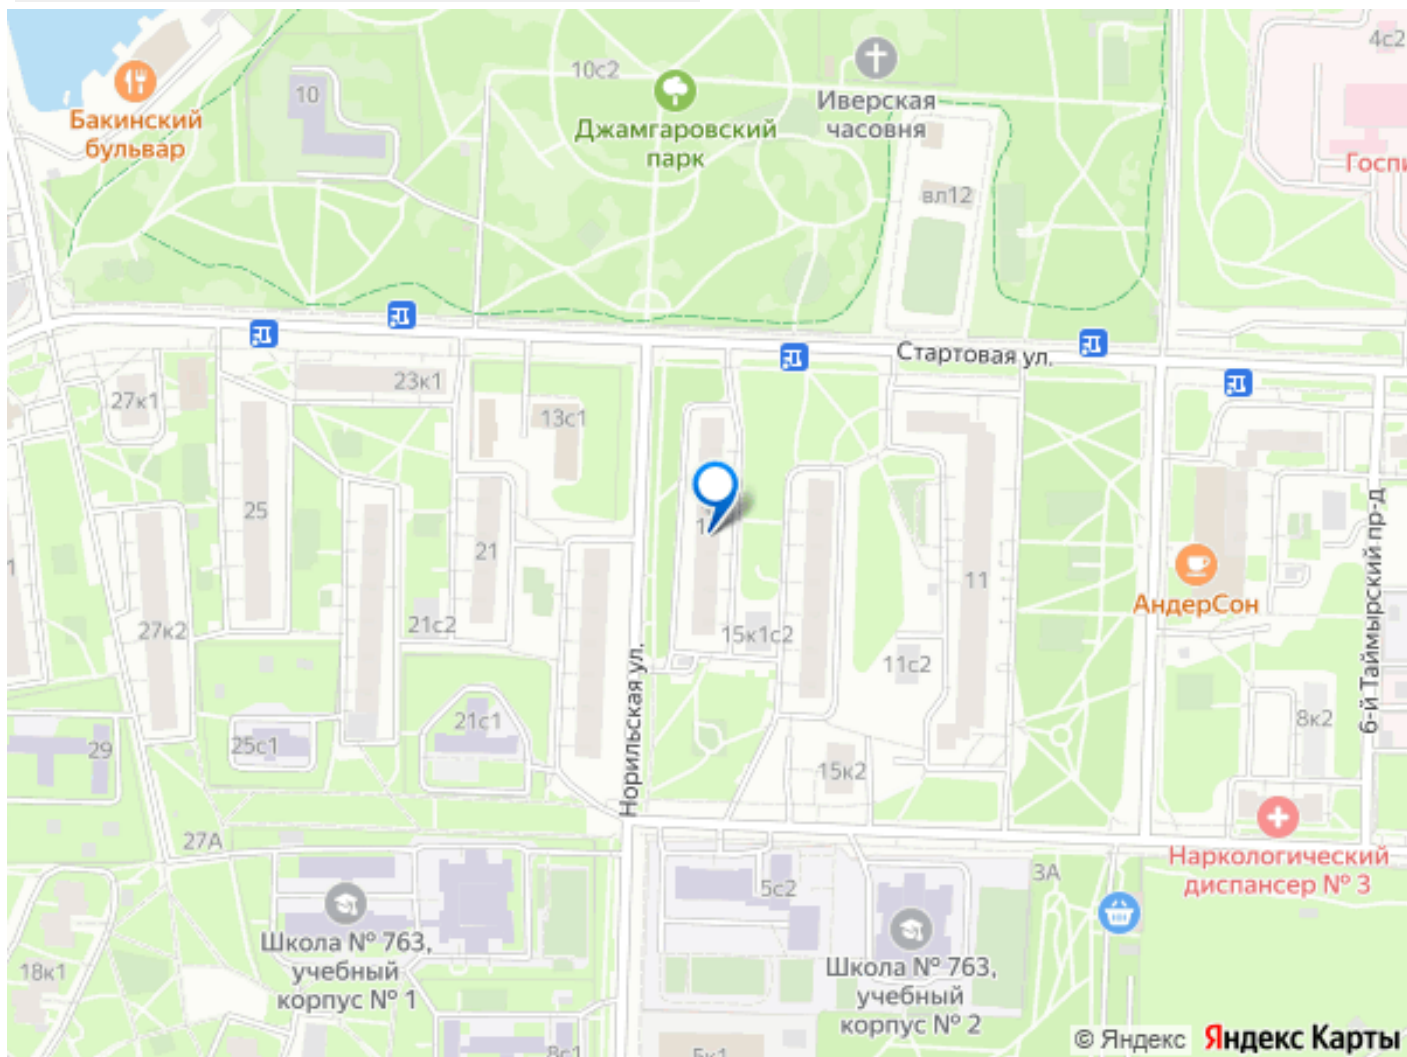 4с2
10с2
Иверская
часовня
10
Бакинский
бульвар
Джамгаровский
парк
Госпи
вл12
Стартовая ул.
23к1
27к1
13с1
25
21
11
АндерСон
6-й Таймырский пр-д
27к2
21с2
15к1с2
11с2
Норильская ул.
21с1
25с1
29
8к2
15к2
27А
Наркологический
диспансер № 3
3А
5с2
Школа № 763,
учебный
корпус № 1
Школа № 763,
учебный
корпус № 2
18к1
8с1
5к1
© Яндекс Яндекс Карты